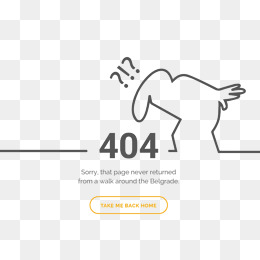 ?!?
404
Sorry, that page never returned
from a walk around the Belgrade.
TAKE ME BACK HOME